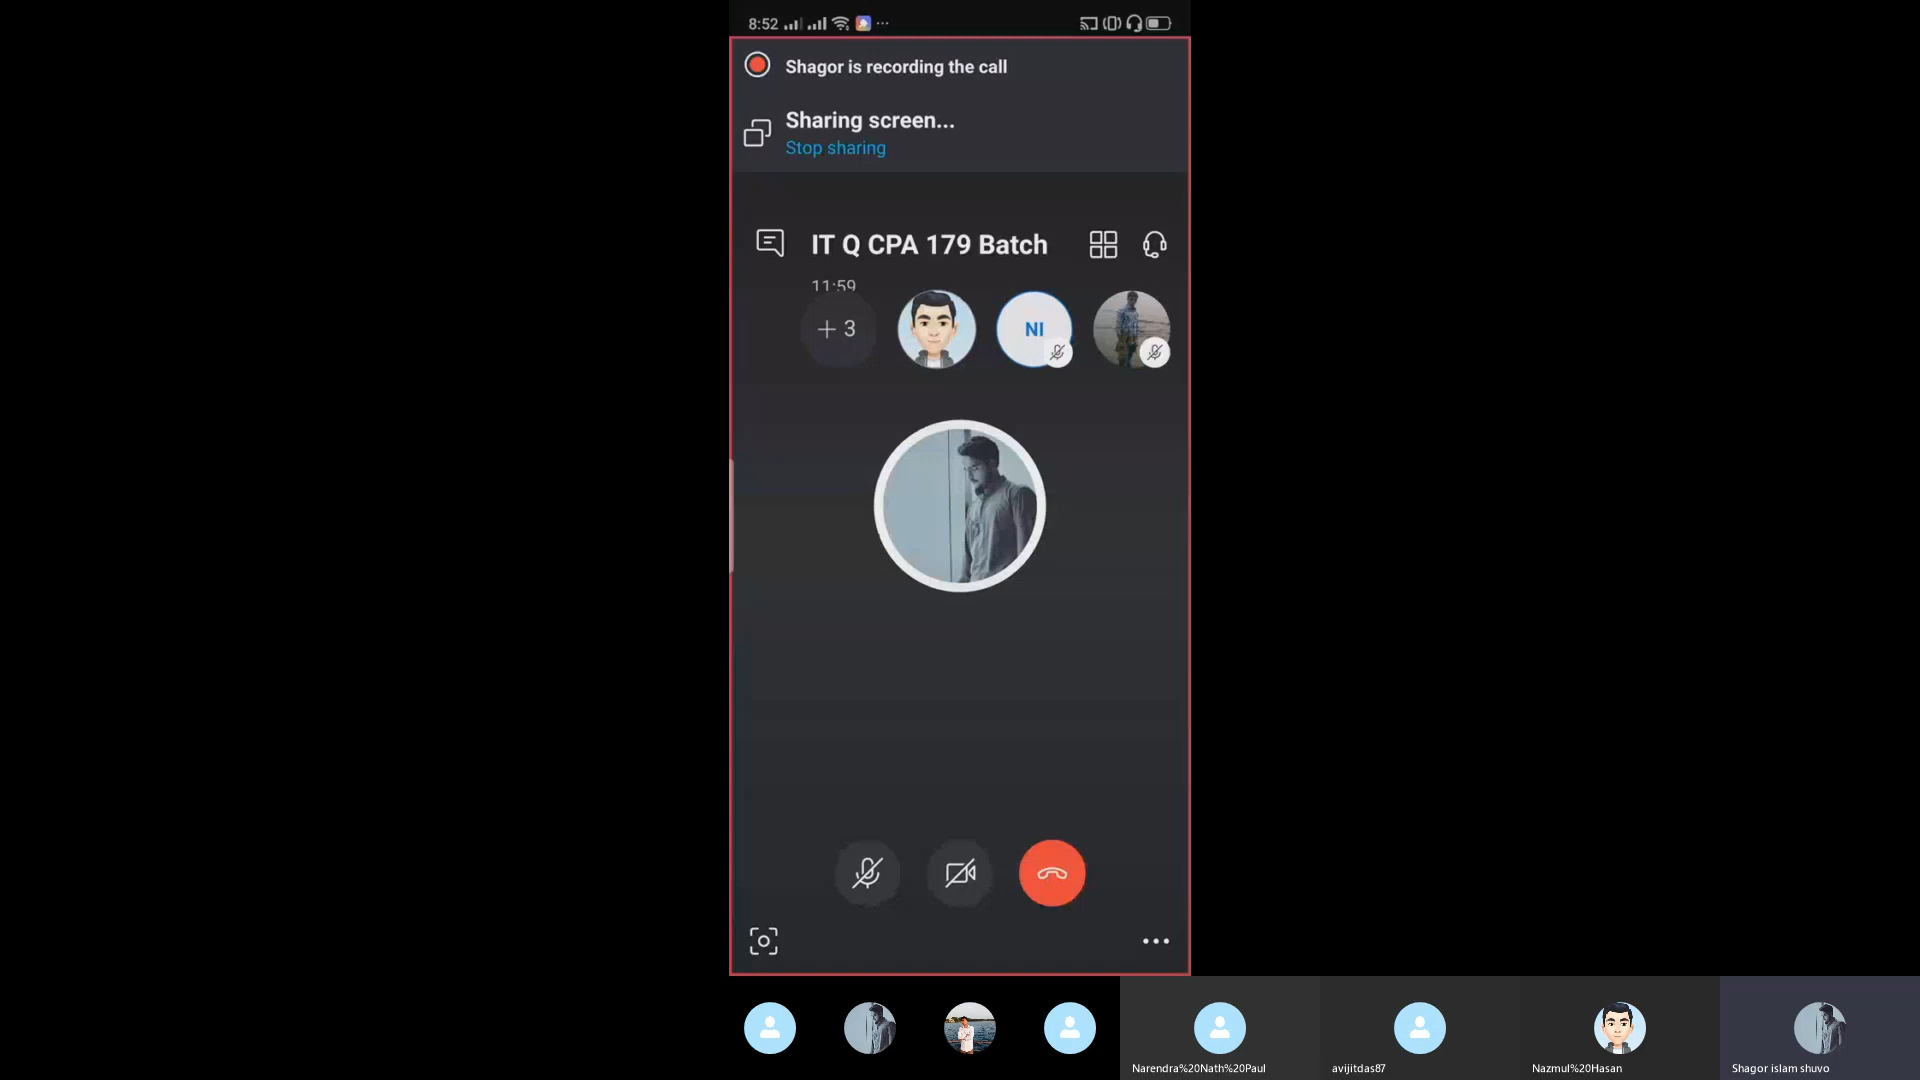 8:52
Shagor is recording the call
Sharing screen...
Stop sharing
IT Q CPA 179 Batch
11:59
+ 3
NI
Narendra%20Nath%20Paul
avijitdas87
Nazmul%20Hasan
Shagor islam shuvo